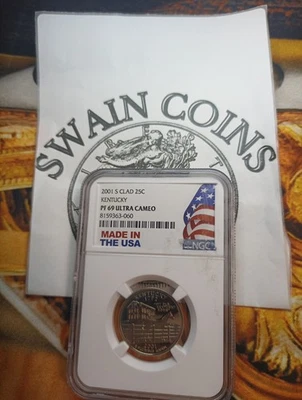 SWAIN COINS
2001 S CLAD 25C
KENTUCKY
PF 69 ULTRA CAMEO
8159363-060
MADE IN
THE USA
NGC